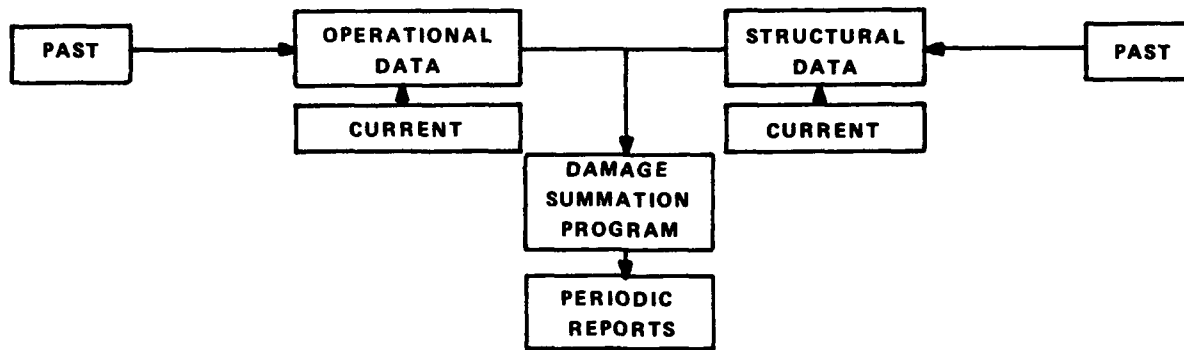 PAST
OPERATIONAL
DATA
STRUCTURAL
DATA
PAST
CURRENT
CURRENT
DAMAGE
SUMMATION
PROGRAM
PERIODIC
REPORTS